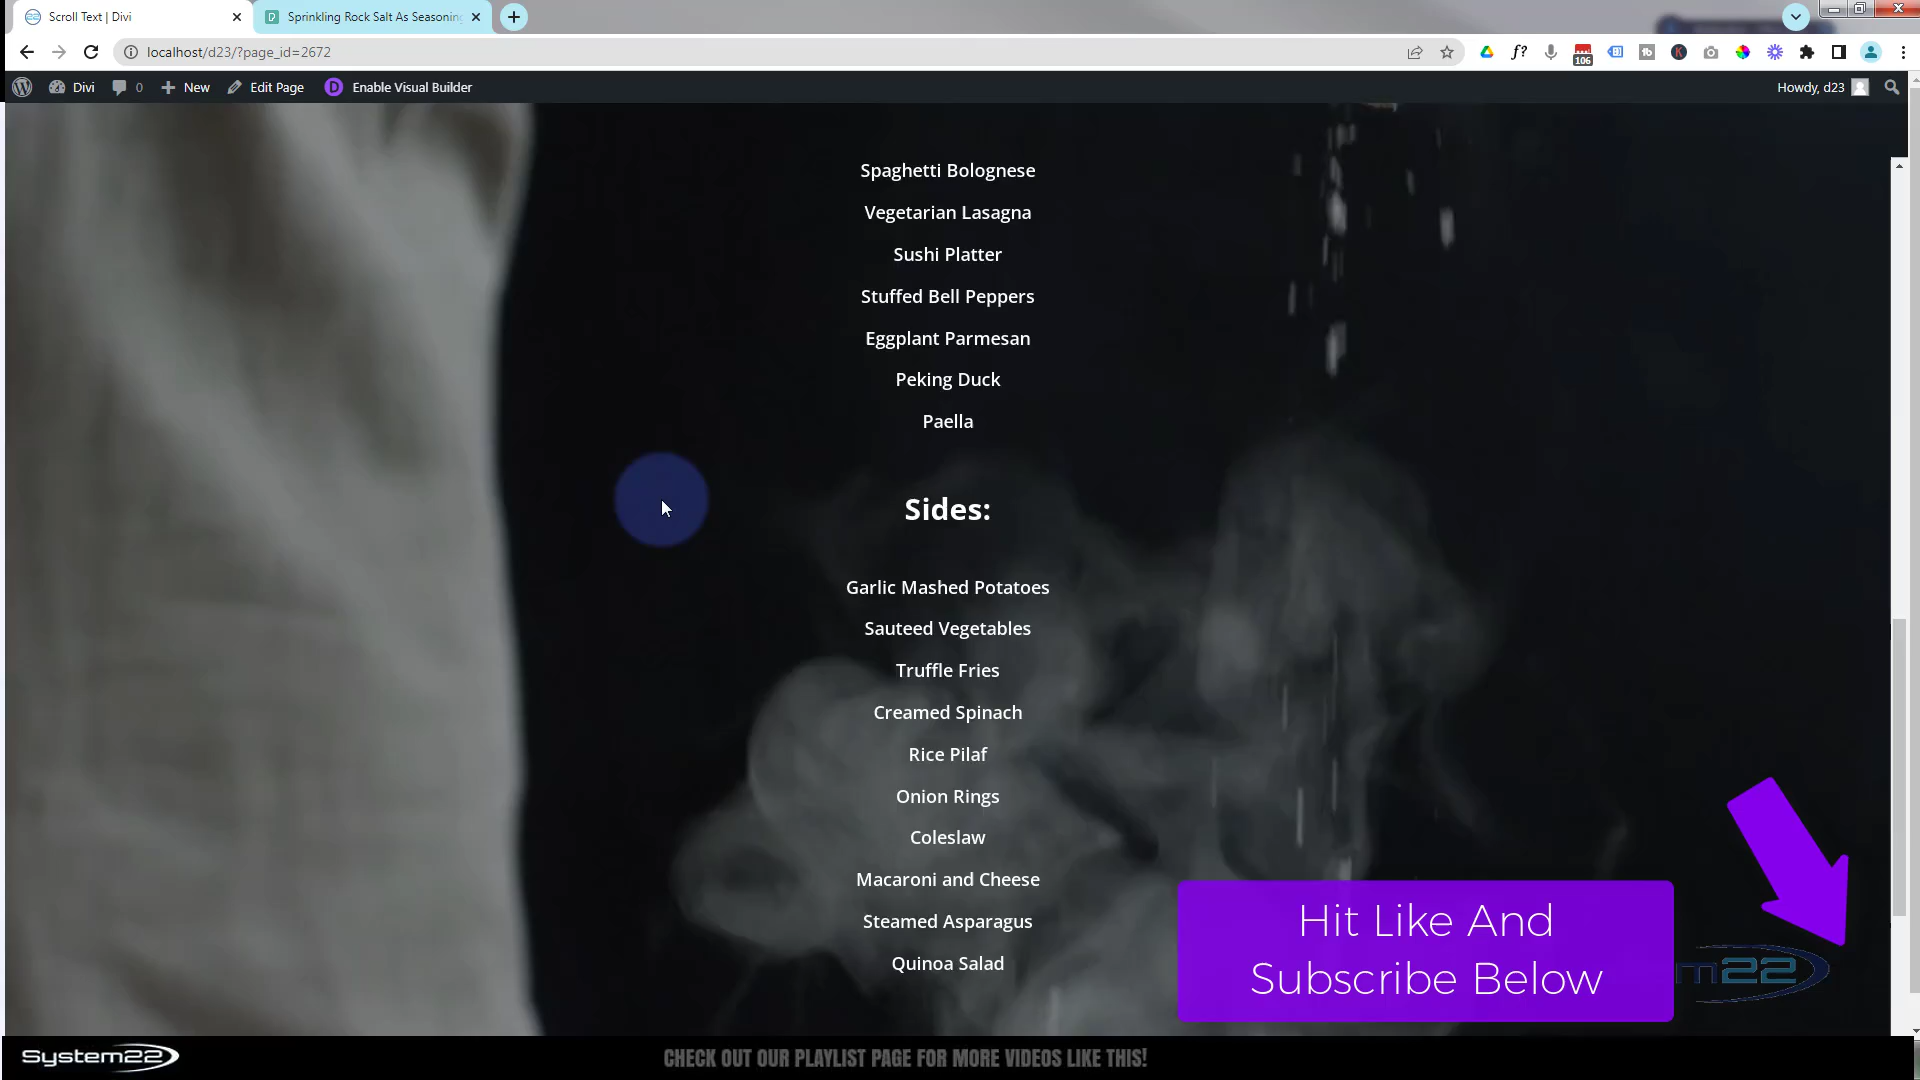 Scroll Text | Divi
Sprinkling Rock Salt As Seasoning
localhost/d23/?page_id=2672
106
Divi
0
New
Edit Page
D
Enable Visual Builder
Howdy, d23
Spaghetti Bolognese
Vegetarian Lasagna
Sushi Platter
Stuffed Bell Peppers
Eggplant Parmesan
Peking Duck
Paella
Sides:
Garlic Mashed Potatoes
Sauteed Vegetables
Truffle Fries
Creamed Spinach
Rice Pilaf
Onion Rings
Coleslaw
Macaroni and Cheese
Steamed Asparagus
Quinoa Salad
Hit Like And
Subscribe Below
m22
System22
CHECK OUT OUR PLAYLIST PAGE FOR MORE VIDEOS LIKE THIS!